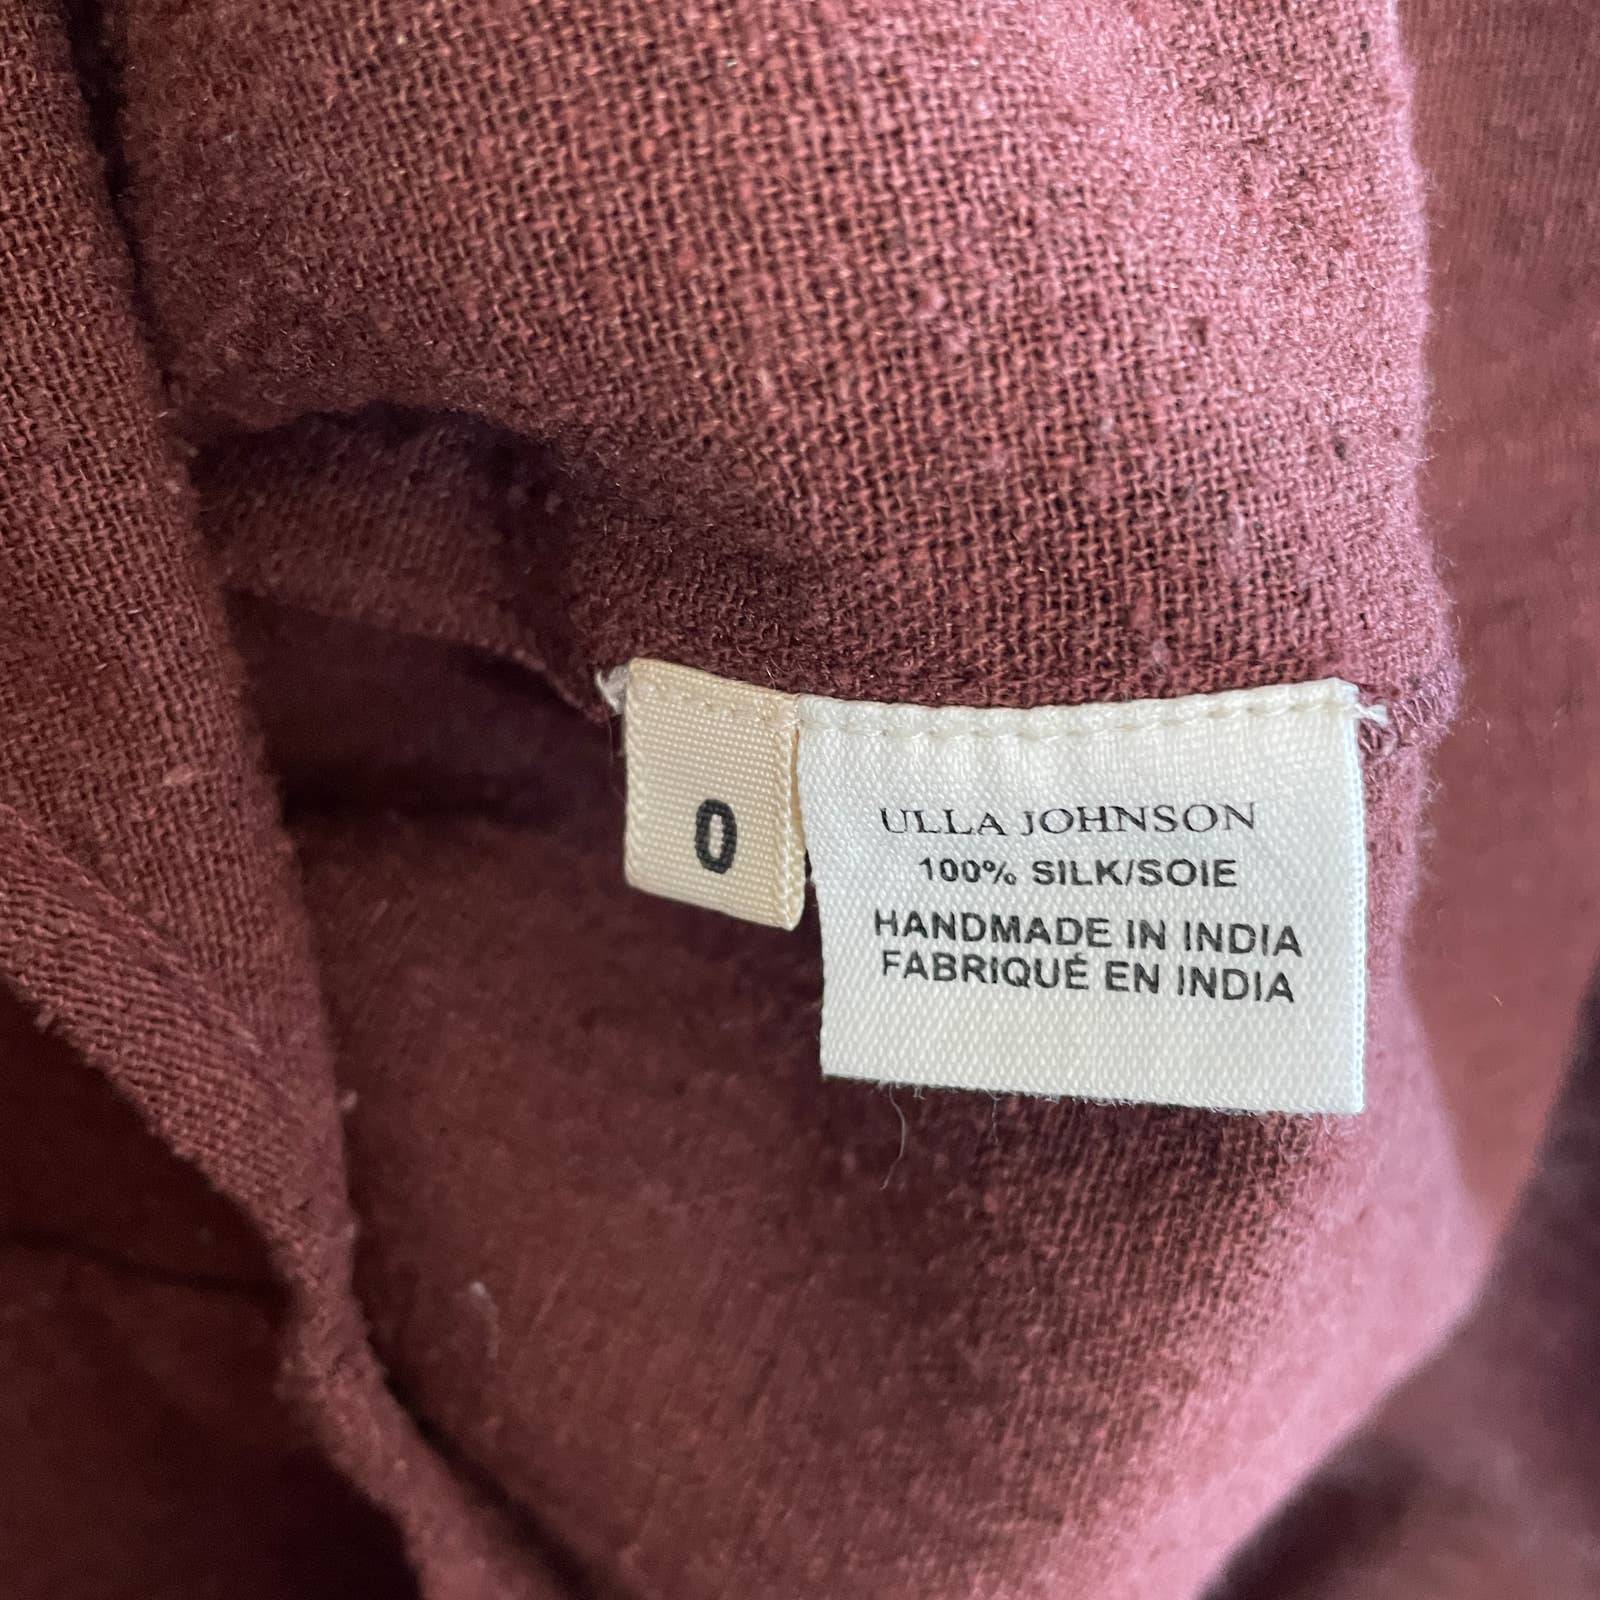 0
ULLA JOHNSON
100% SILK/SOIE
HANDMADE IN INDIA
FABRIQUÉ EN INDIA